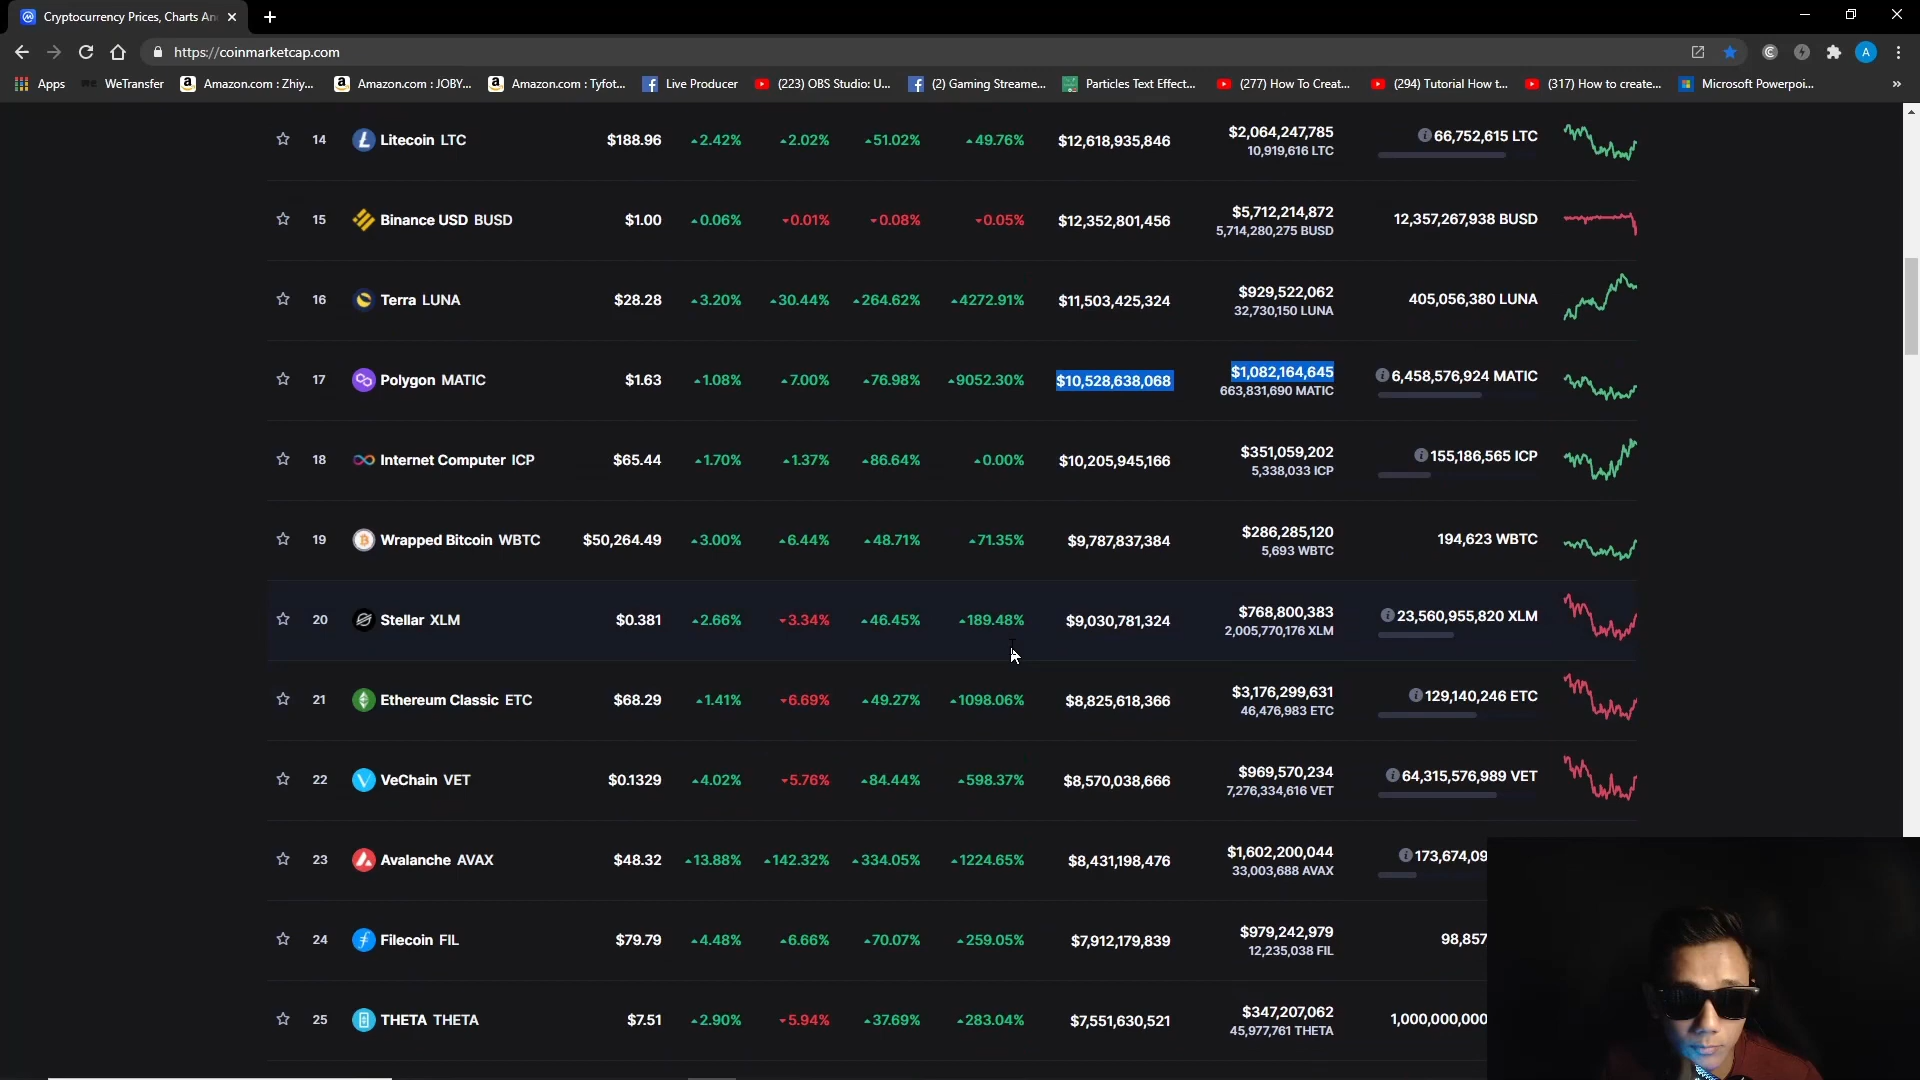 Cryptocurrency Prices, Charts An
https://coinmarketcap.com
A
Apps
WeTransfer
Amazon.com : Zhiy...
Amazon.com : JOBY...
Amazon.com : Tyfot...
Live Producer
(223) OBS Studio: U...
(2) Gaming Streame...
Particles Text Effect...
(277) How To Creat...
(294) Tutorial How t...
(317) How to create...
Microsoft Powerpoi...
»
14 Litecoin LTC $188.96 2.42% 2.02% 51.02% 49.76% $12,618,935,846 $2,064,247,785 66,752,615 LTC
10,919,616 LTC
15 Binance USD BUSD $1.00 0.06% 0.01% 0.08% 0.05% $12,352,801,456 $5,712,214,872 12,357,267,938 BUSD
5,714,280,275 BUSD
16 Terra LUNA $28.28 3.20% 30.44% 264.62% 4272.91% $11,503,425,324 $929,522,062 405,056,380 LUNA
32,730,150 LUNA
17 Polygon MATIC $1.63 1.08% 7.00% 76.98% 9052.30% $10,528,638,068 $1,082,164,645 6,458,576,924 MATIC
663,831,690 MATIC
18 Internet Computer ICP $65.44 1.70% 1.37% 86.64% 0.00% $10,205,945,166 $351,059,202 155,186,565 ICP
5,338,033 ICP
19 Wrapped Bitcoin WBTC $50,264.49 3.00% 6.44% 48.71% 71.35% $9,787,837,384 $286,285,120 194,623 WBTC
5,693 WBTC
20 Stellar XLM $0.381 2.66% 3.34% 46.45% 189.48% $9,030,781,324 $768,800,383 23,560,955,820 XLM
2,005,770,176 XLM
21 Ethereum Classic ETC $68.29 1.41% 6.69% 49.27% 1098.06% $8,825,618,366 $3,176,299,631 129,140,246 ETC
46,476,983 ETC
22 VeChain VET $0.1329 4.02% 5.76% 84.44% 598.37% $8,570,038,666 $969,570,234 64,315,576,989 VET
7,276,334,616 VET
23 Avalanche AVAX $48.32 13.88% 142.32% 334.05% 1224.65% $8,431,198,476 $1,602,200,044 173,674,09
33,003,688 AVAX
24 Filecoin FIL $79.79 4.48% 6.66% 70.07% 259.05% $7,912,179,839 $979,242,979 98,857
12,235,038 FIL
25 THETA THETA $7.51 2.90% 5.94% 37.69% 283.04% $7,551,630,521 $347,207,062 1,000,000,000
45,977,761 THETA